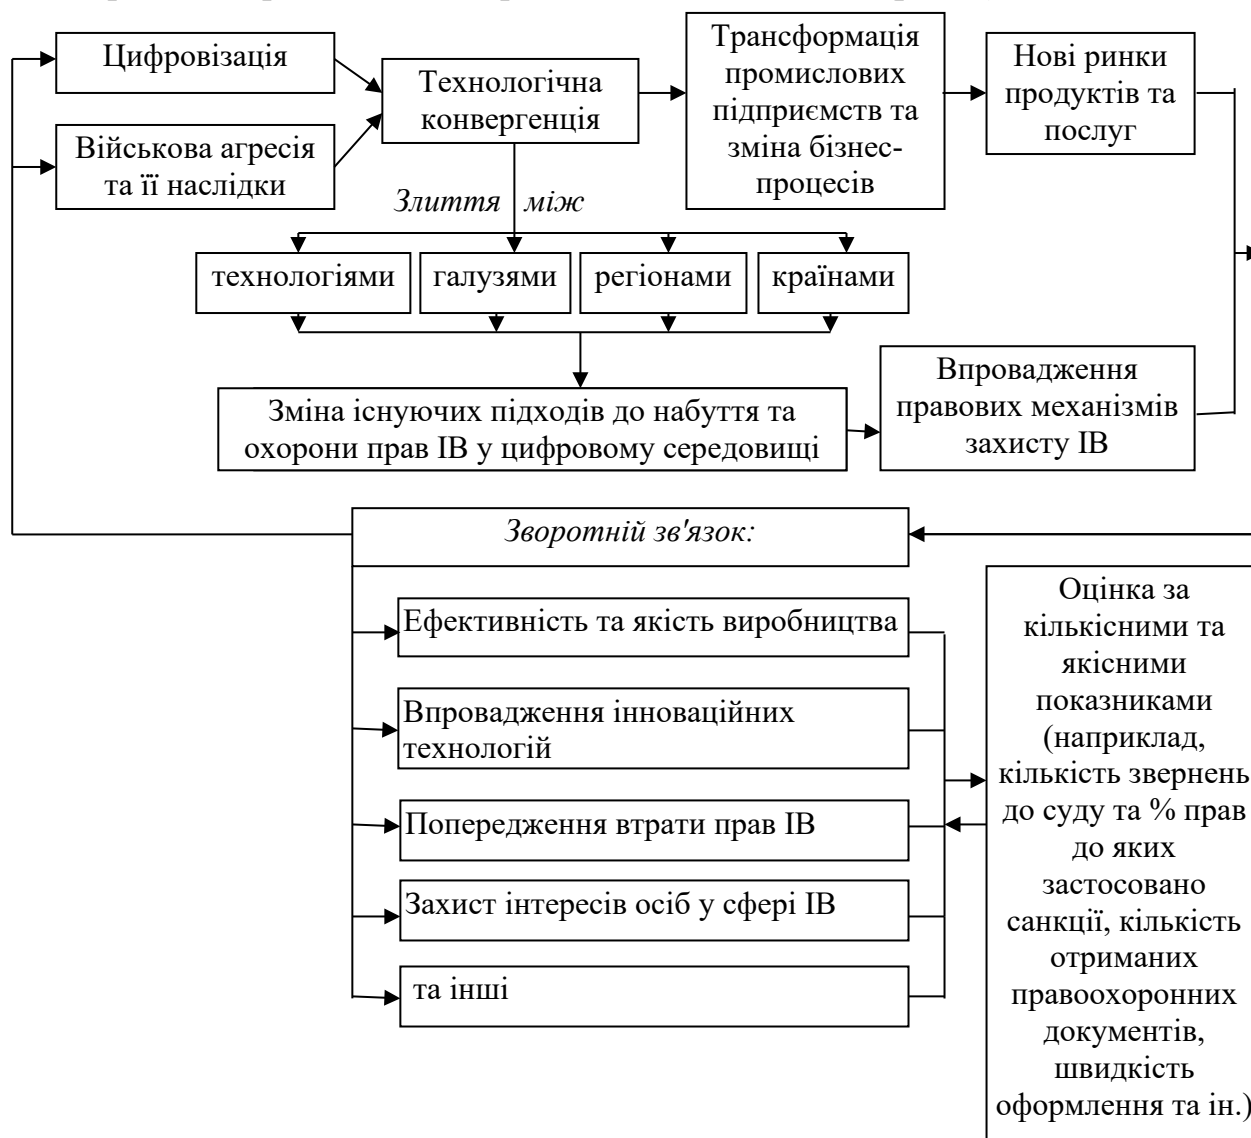 Цифровізація
Військова агресія
та її наслідки
Технологічна
конвергенція
Трансформація
промислових
підприємств та
зміна бізнес-
процесів
Нові ринки
продуктів та
послуг
Злиття між
технологіями
галузями
регіонами
країнами
Зміна існуючих підходів до набуття та
охорони прав ІВ у цифровому середовищі
Впровадження
правових механізмів
захисту ІВ
Зворотній зв'язок:
Ефективність та якість виробництва
Впровадження інноваційних
технологій
Попередження втрати прав ІВ
Захист інтересів осіб у сфері ІВ
та інші
Оцінка за
кількісними та
якісними
показниками
(наприклад,
кількість звернень
до суду та % прав
до яких
застосовано
санкції, кількість
отриманих
правоохоронних
документів,
швидкість
оформлення та ін.)